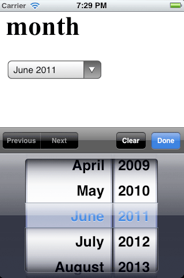 Carrier 7:29 PM
month
June 2011
Previous Next Clear Done
April 2009
May 2010
June 2011
July 2012
August 2013